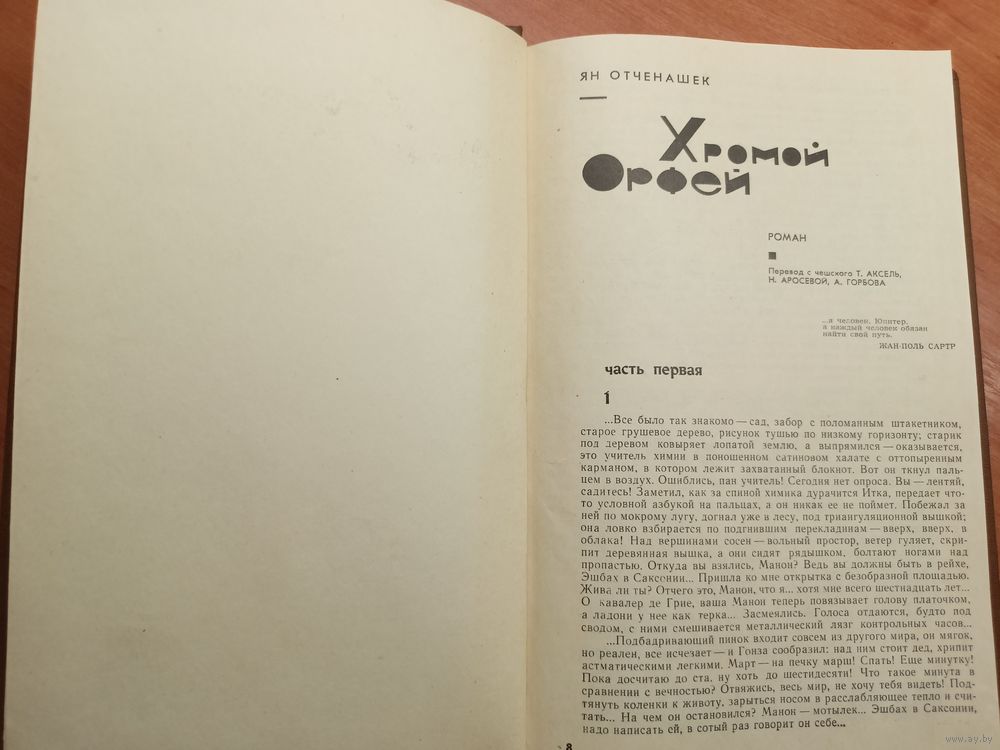 ЯН ОТЧЕНАШЕК
Хромой
Орфей
РОМАН
Перевод с чешского Т. АКСЕЛЬ,
Н. АРОСЕВОЙ, А. ГОРБОВА
...я человек, Юпитер,
а каждый человек обязан
найти свой путь.
ЖАН-ПОЛЬ САРТР
часть первая
1
...Все было так знакомо — сад, забор с поломанным штакетником,
старое грушевое дерево, рисунок тушью по низкому горизонту; старик
под деревом ковыряет лопатой землю, а выпрямился — оказывается,
это учитель химии в поношенном сатиновом халате с оттопыренным
карманом, в котором лежит захватанный блокнот. Вот он ткнул паль-
цем в воздух. Ошиблись, пан учитель! Сегодня нет опроса. Вы — лентяй,
садитесь! Заметил, как за спиной химика дурачится Итка, передает что-
то условной азбукой на пальцах, а он никак ее не поймет. Побежал за
ней по мокрому лугу, догнал уже в лесу, под триангуляционной вышкой;
она ловко взбирается по подгнившим перекладинам — вверх, вверх, в
облака! Над вершинами сосен — вольный простор, ветер гуляет, скри-
пит деревянная вышка, а они сидят рядышком, болтают ногами над
пропастью. Откуда вы взялись, Манон? Ведь вы должны быть в рейхе,
Эшбах в Саксонии... Пришла ко мне открытка с безобразной площадью.
Жива ли ты? Отчего это, Манон, что я... хотя мне всего шестнадцать лет...
О кавалер де Грие, ваша Манон теперь повязывает голову платочком,
а ладони у нее как терка... Засмеялись. Голоса отдаются, будто под
сводом, с ними смешивается металлический лязг контрольных часов...
...Подбадривающий пинок входит совсем из другого мира, он мягок,
но реален, все исчезает — и Гонза сообразил: над ним стоит дед, хрипит
астматическими легкими. Март — на печку марш! Спать! Еще минутку!
Пока досчитаю до ста, ну хоть до шестидесяти! Что такое минута в
сравнении с вечностью? Отвяжись, весь мир, не хочу тебя видеть! Под-
тянуть коленки к животу, зарыться носом в расслабляющее тепло и счи-
тать... На чем он остановился? Манон — мотылек... Эшбах в Саксонии,
надо написать ей, в сотый раз говорит он себе...
8
www.ay.by